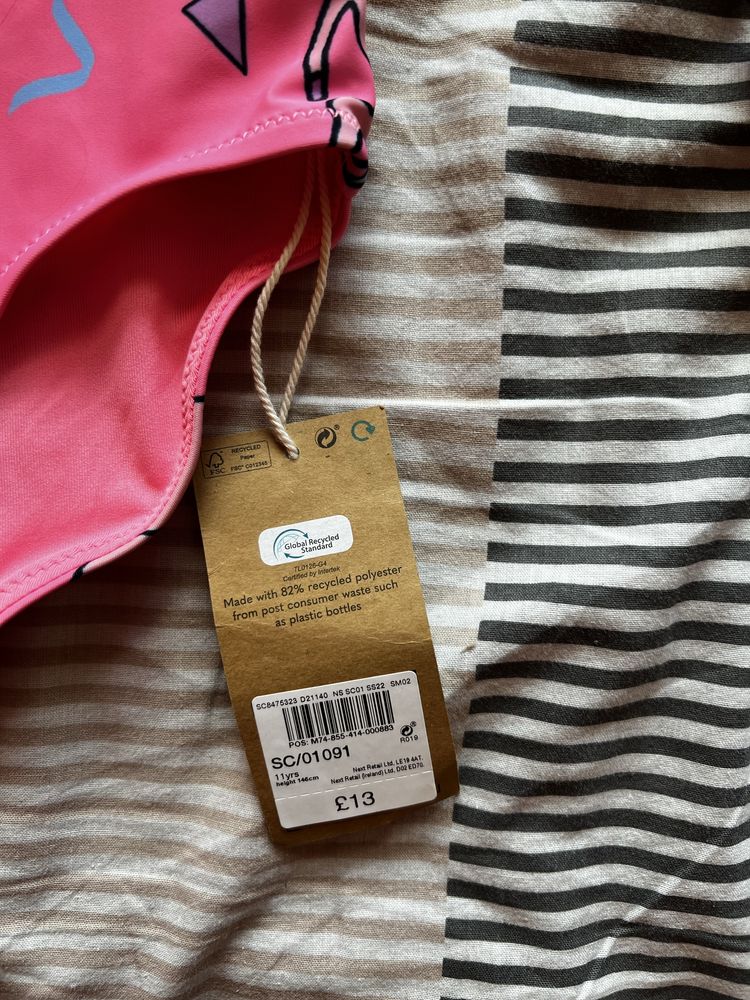 RECYCLED
Paper
FSC
FSC® C012345
Global Recycled
Standard
TL0126-G4
Certified by Intertek
Made with 82% recycled polyester
from post consumer waste such
as plastic bottles
SC8475323 D21140 NS SC01 SS22 SM02
POS: M74-855-414-000883
SC/01091
R019
11yrs
height 146cm
Next Retail Ltd, LE19 4AT.
Next Retail (Ireland) Ltd, D02 ED70.
£13